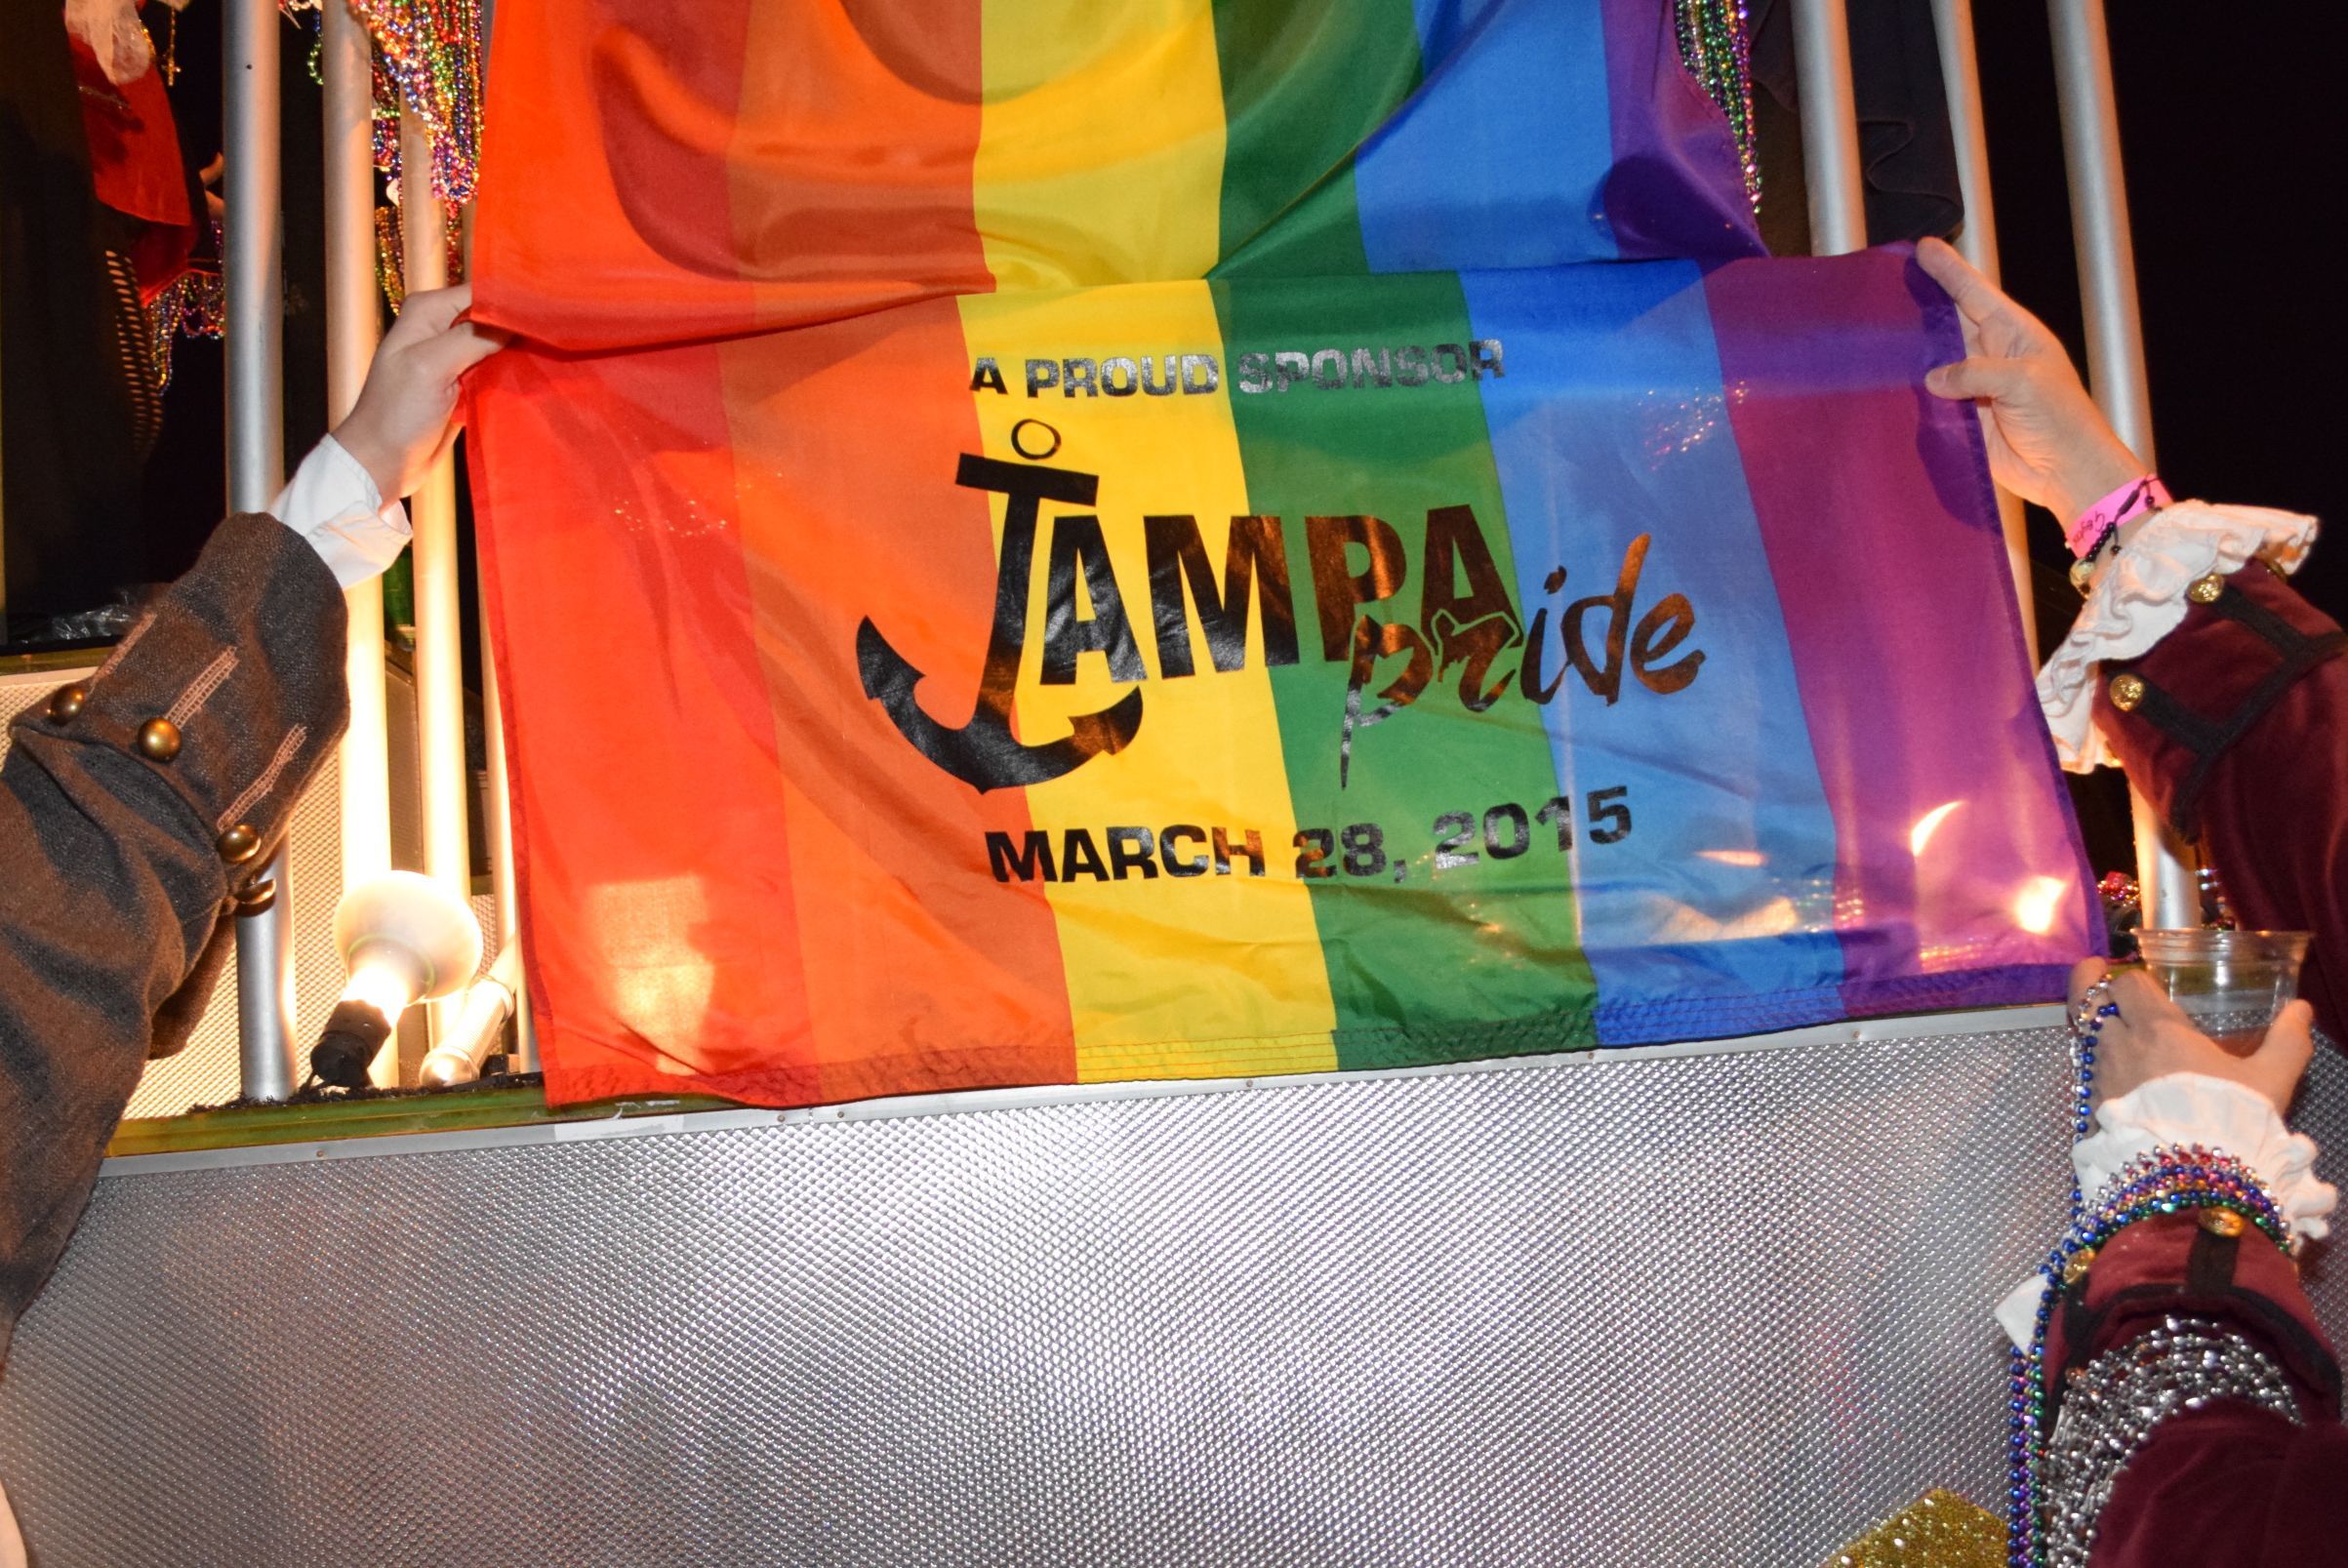 A PROUD SPONSOR
TAMPA
pride
MARCH 28, 2015